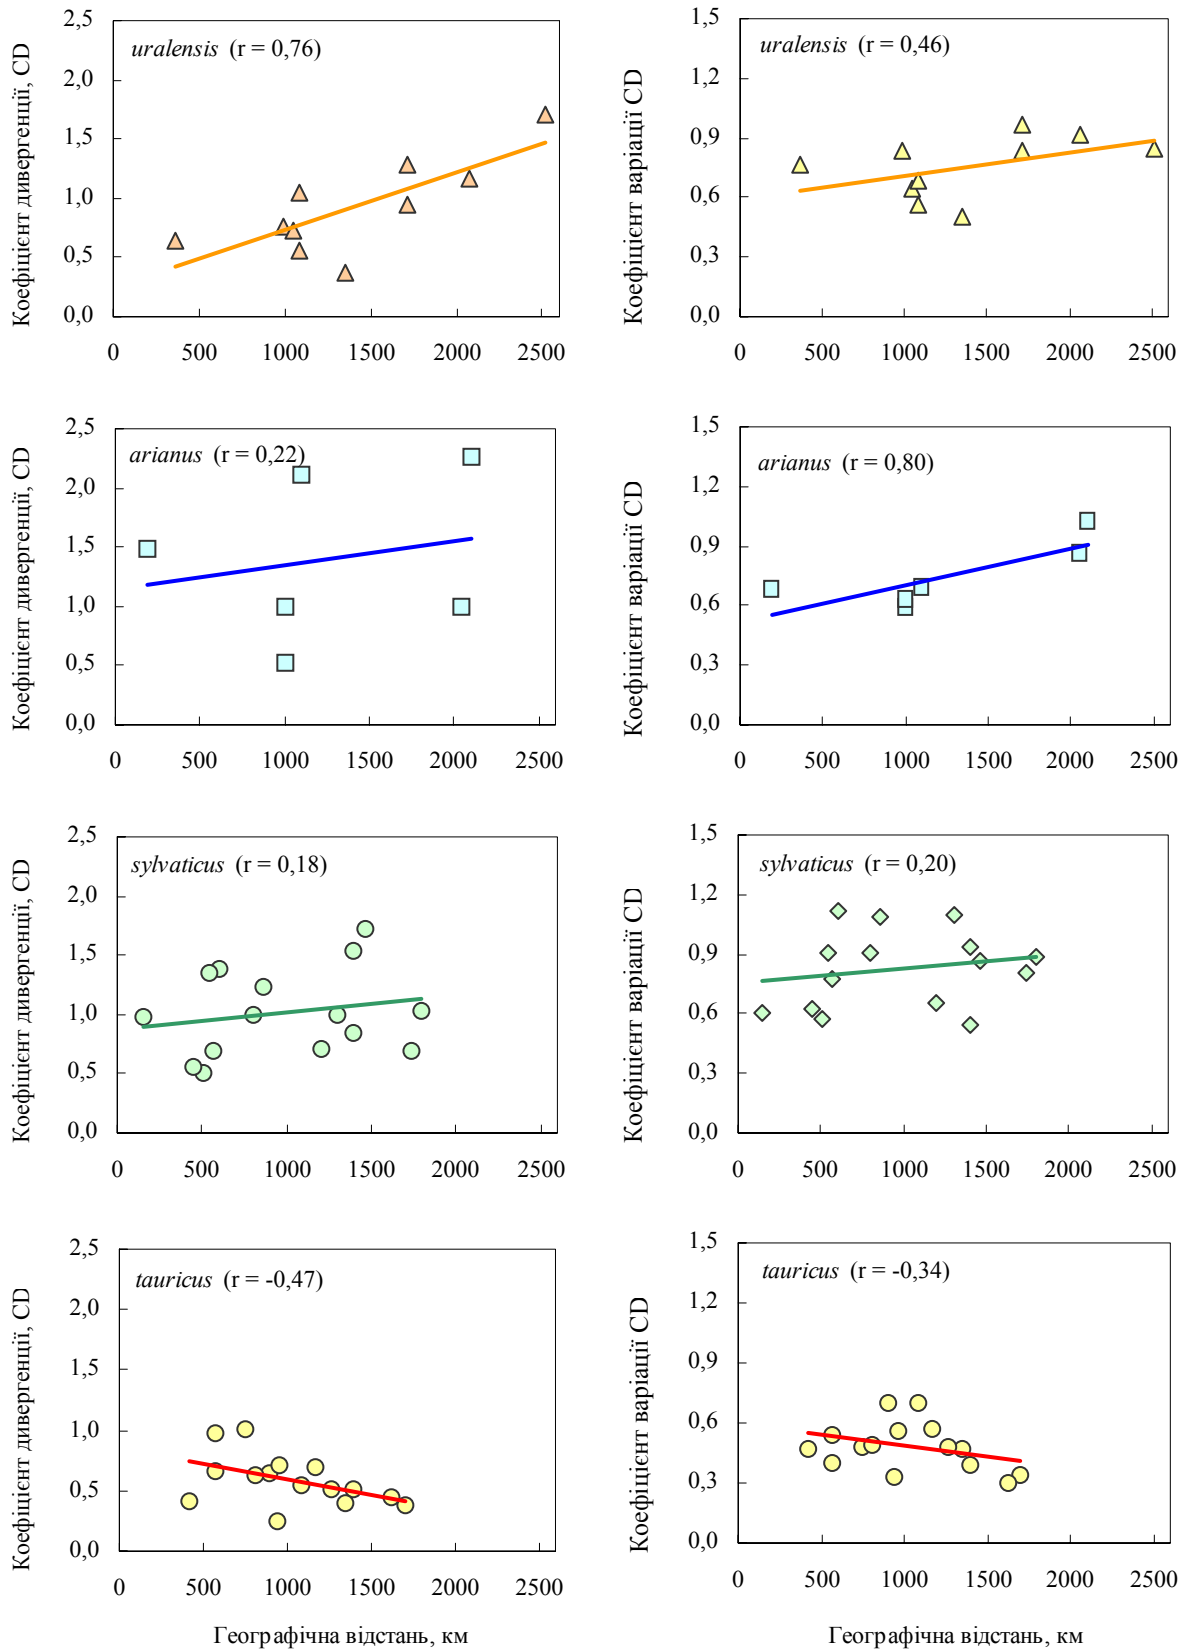 Коефіцієнт дивергенції, CD
2,5
2,0
1,5
1,0
0,5
0,0
uralensis (r = 0,76)
0 500 1000 1500 2000 2500
Коефіцієнт варіації CD
1,5
1,2
0,9
0,6
0,3
0,0
uralensis (r = 0,46)
0 500 1000 1500 2000 2500
Коефіцієнт дивергенції, CD
2,5
2,0
1,5
1,0
0,5
0,0
arianus (r = 0,22)
0 500 1000 1500 2000 2500
Коефіцієнт варіації CD
1,5
1,2
0,9
0,6
0,3
0,0
arianus (r = 0,80)
0 500 1000 1500 2000 2500
Коефіцієнт дивергенції, CD
2,5
2,0
1,5
1,0
0,5
0,0
sylvaticus (r = 0,18)
0 500 1000 1500 2000 2500
Коефіцієнт варіації CD
1,5
1,2
0,9
0,6
0,3
0,0
sylvaticus (r = 0,20)
0 500 1000 1500 2000 2500
Коефіцієнт дивергенції, CD
2,5
2,0
1,5
1,0
0,5
0,0
tauricus (r = -0,47)
0 500 1000 1500 2000 2500
Географічна відстань, км
Коефіцієнт варіації CD
1,5
1,2
0,9
0,6
0,3
0,0
tauricus (r = -0,34)
0 500 1000 1500 2000 2500
Географічна відстань, км